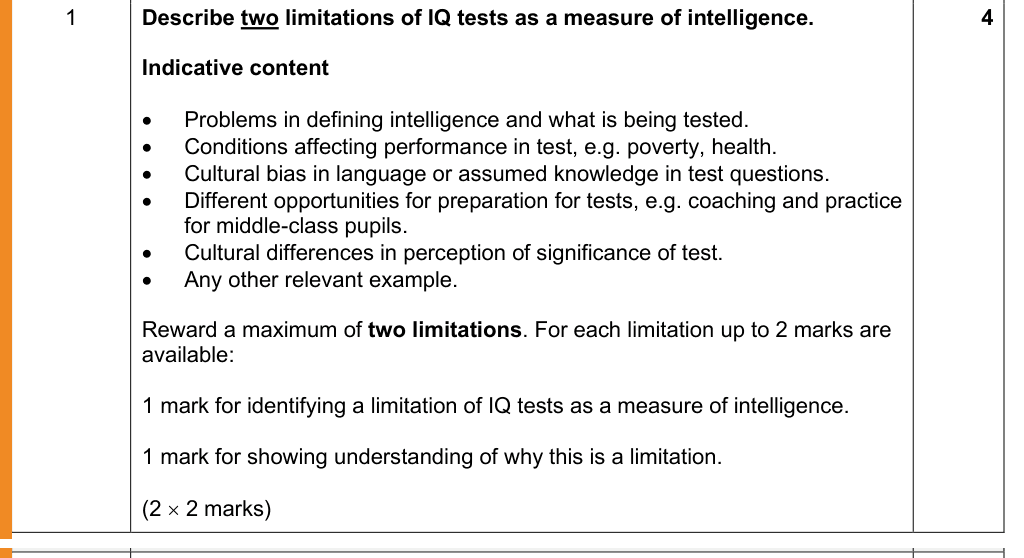 1 Describe two limitations of IQ tests as a measure of intelligence. 4
Indicative content
• Problems in defining intelligence and what is being tested.
• Conditions affecting performance in test, e.g. poverty, health.
• Cultural bias in language or assumed knowledge in test questions.
• Different opportunities for preparation for tests, e.g. coaching and practice
for middle-class pupils.
• Cultural differences in perception of significance of test.
• Any other relevant example.
Reward a maximum of two limitations. For each limitation up to 2 marks are
available:
1 mark for identifying a limitation of IQ tests as a measure of intelligence.
1 mark for showing understanding of why this is a limitation.
(2 × 2 marks)